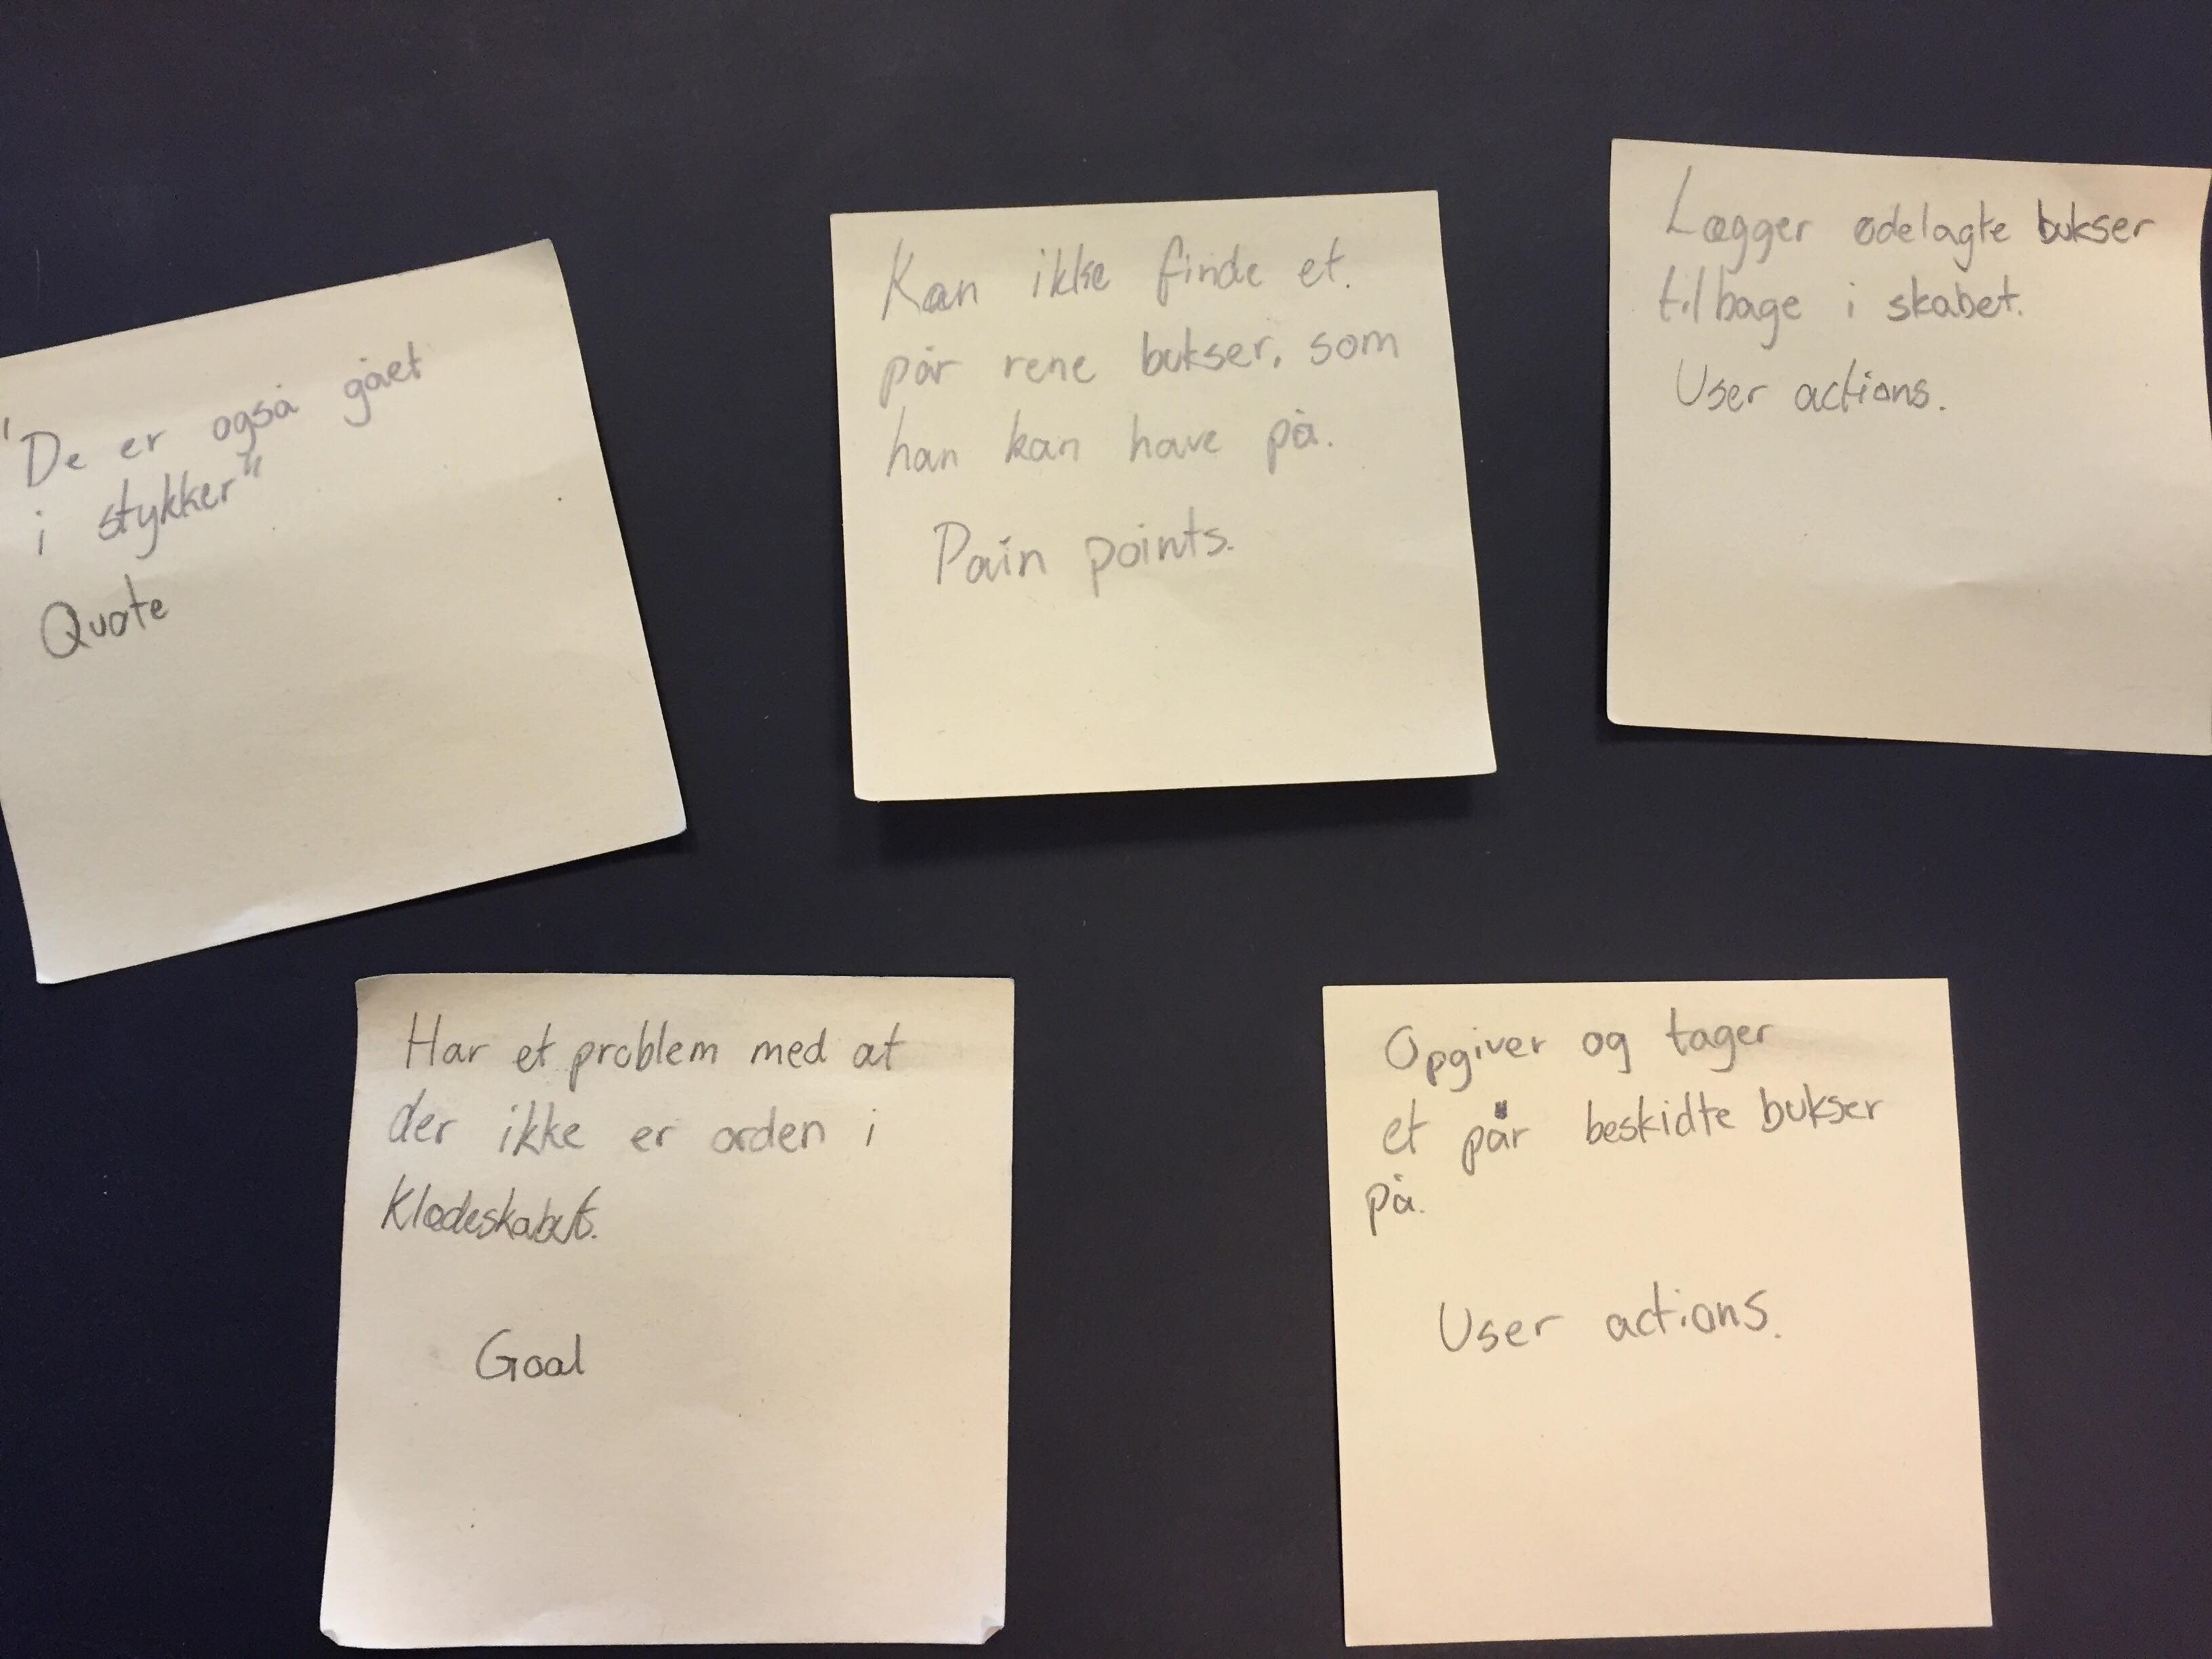 "De er også gået
i stykker"
Quote
Kan ikke finde et.
pår rene bukser, som
han kan have på.
Pain points.
Lægger ødelagte bukser
tilbage i skabet.
User actions.
Har et problem med at
der ikke er orden i
Goal
Opgiver og tager
et pår beskidte bukser
på.
User actions.